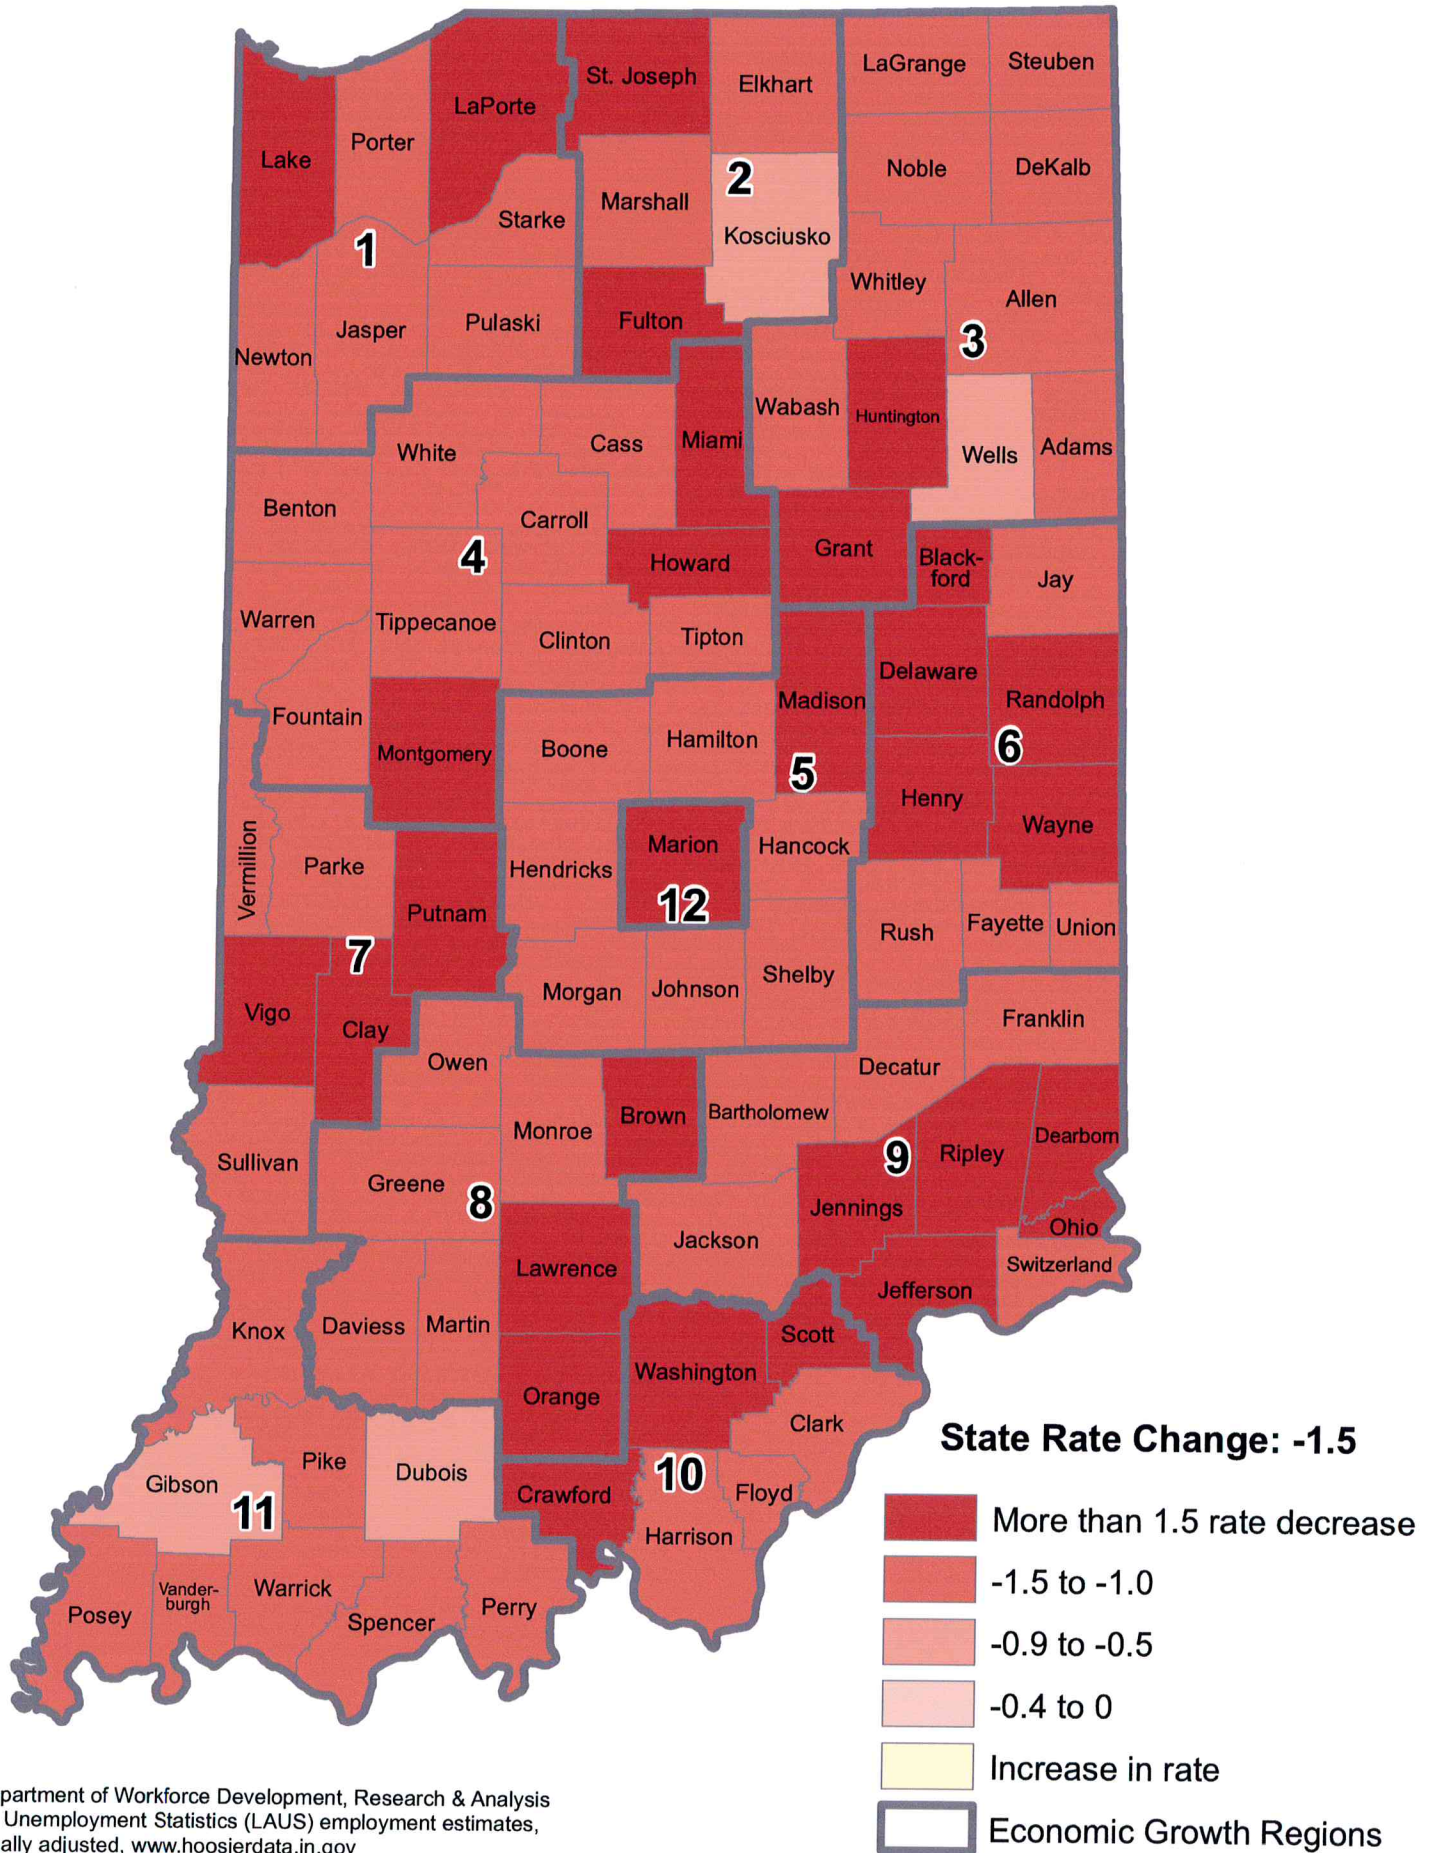 LaGrange
Steuben
St. Joseph
Elkhart
LaPorte
Porter
Lake
Noble
DeKalb
2
Marshall
Starke
Kosciusko
1
Whitley
Allen
Fulton
Pulaski
Jasper
3
Newton
Wabash
Huntington
Miami
Cass
White
Wells
Adams
Benton
Carroll
Grant
4
Howard
Black-
ford
Jay
Warren
Tippecanoe
Clinton
Tipton
Delaware
Madison
Randolph
Fountain
Hamilton
Boone
6
Montgomery
5
Henry
Wayne
Marion
Hancock
Vermillion
Parke
Hendricks
12
Putnam
Rush
Fayette
Union
7
Shelby
Johnson
Morgan
Vigo
Clay
Franklin
Owen
Decatur
Brown
Bartholomew
Monroe
Dearborn
9
Ripley
Sullivan
Greene
8
Jennings
Ohio
Jackson
Switzerland
Lawrence
Jefferson
Knox
Daviess
Martin
Scott
Washington
Orange
Clark
State Rate Change: -1.5
Pike
Dubois
Gibson
10
Floyd
Crawford
11
Harrison
More than 1.5 rate decrease
-1.5 to -1.0
Warrick
Vander-
burgh
Posey
Spencer
Perry
-0.9 to -0.5
-0.4 to 0
Increase in rate
Economic Growth Regions
partment of Workforce Development, Research & Analysis
Unemployment Statistics (LAUS) employment estimates,
ally adjusted, www.hoosierdata.in.gov